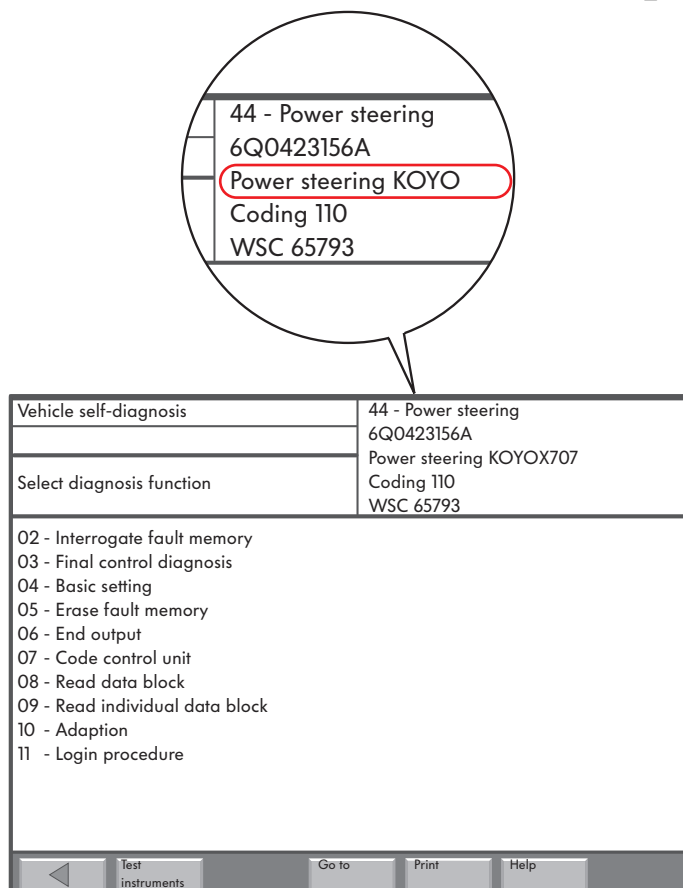 44 - Power steering
6Q0423156A
Power steering KOYO
Coding 110
WSC 65793
Vehicle self-diagnosis
Select diagnosis function
44 - Power steering
6Q0423156A
Power steering KOYOX707
Coding 110
WSC 65793
02 - Interrogate fault memory
03 - Final control diagnosis
04 - Basic setting
05 - Erase fault memory
06 - End output
07 - Code control unit
08 - Read data block
09 - Read individual data block
10 - Adaption
11 - Login procedure
Test
instruments
Go to
Print
Help